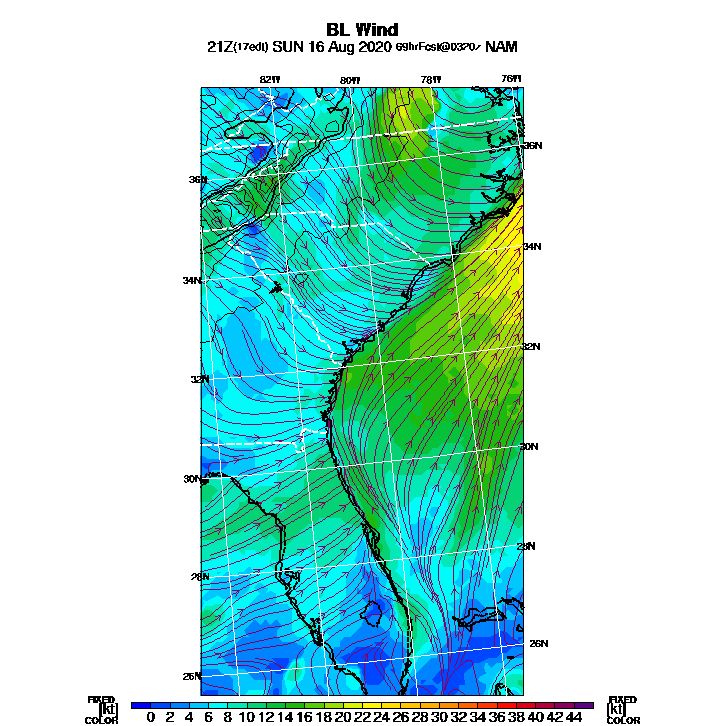 BL Wind
21Z(17edt) SUN 16 Aug 2020 69hrFcst@0320z NAM
82W 80W 78W 76W
36N
36N
34N
34N
32N
32N
30N
30N
28N
28N
26N
26N
FIXED FIXED
[kt] 0 2 4 6 8 10 12 14 16 18 20 22 24 26 28 30 32 34 36 38 40 42 44 [kt]
COLOR COLOR